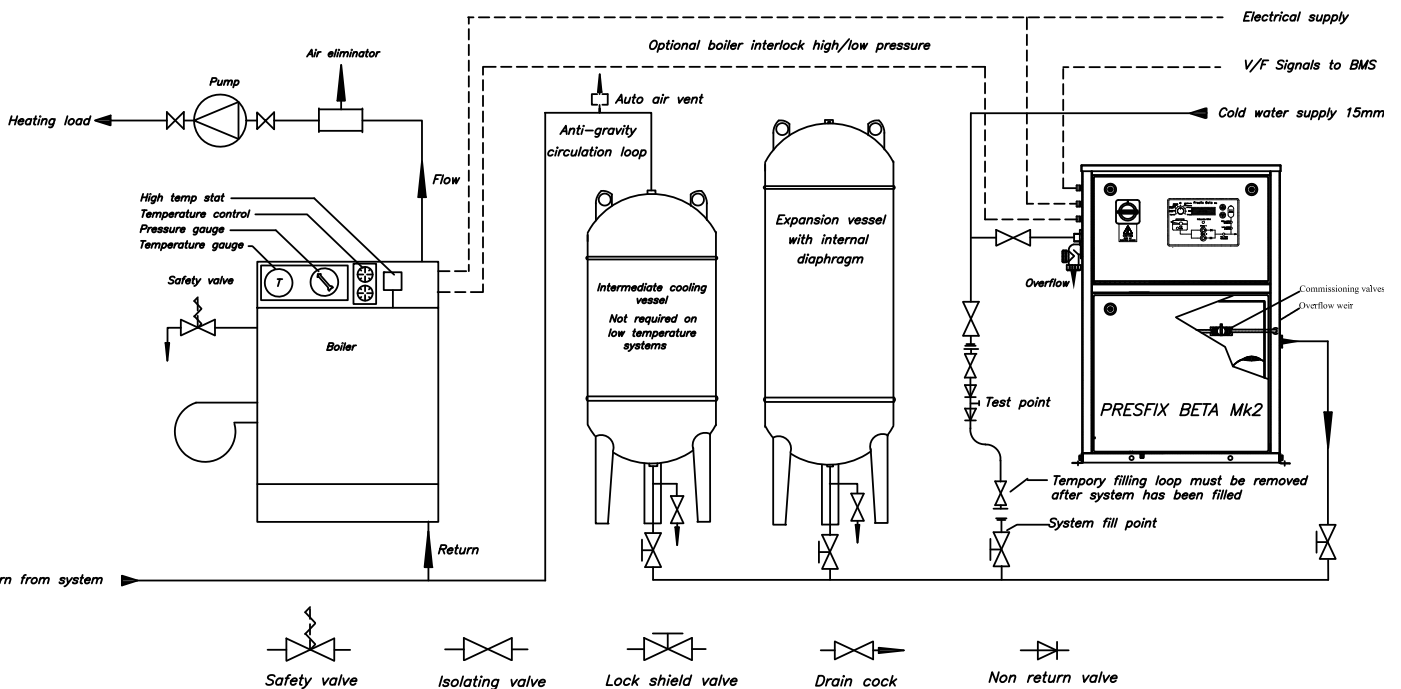 Electrical supply
Optional boiler interlock high/low pressure
Air eliminator
V/F Signals to BMS
Pump
Auto air vent
Heating load
Cold water supply 15mm
Anti-gravity
circulation loop
Flow
High temp stat
Temperature control
Pressure gauge
Temperature gauge
Expansion vessel
with internal
diaphragm
Safety valve
T
Overflow
Intermediate cooling
vessel
Not required on
low temperature
systems
Commissioning valves
Overflow weir
Boiler
Test point
PRESFIX BETA Mk2
Tempory filling loop must be removed
after system has been filled
System fill point
Return
rn from system
Safety valve
Isolating valve
Lock shield valve
Drain cock
Non return valve